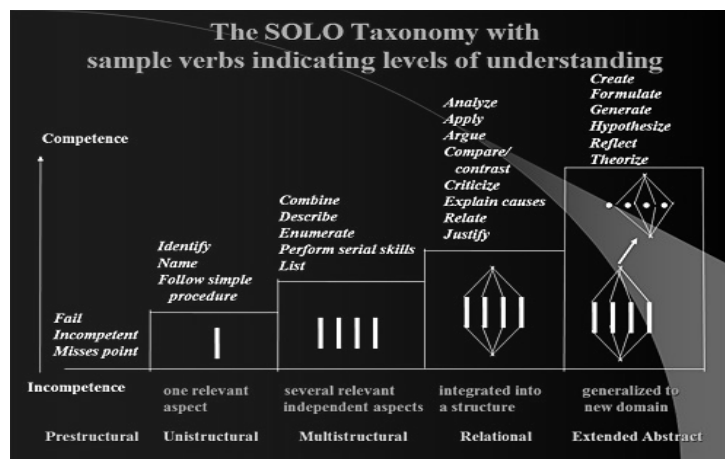 The SOLO Taxonomy with
sample verbs indicating levels of understanding
Competence
Incompetence
Fail
Incompetent
Misses point
Identify
Name
Follow simple
procedure
Combine
Describe
Enumerate
Perform serial skills
List
Analyze
Apply
Argue
Compare/
contrast
Criticize
Explain causes
Relate
Justify
Create
Formulate
Generate
Hypothesize
Reflect
Theorize
one relevant
aspect
several relevant
independent aspects
integrated into
a structure
generalized to
new domain
Prestructural
Unistructural
Multistructural
Relational
Extended Abstract